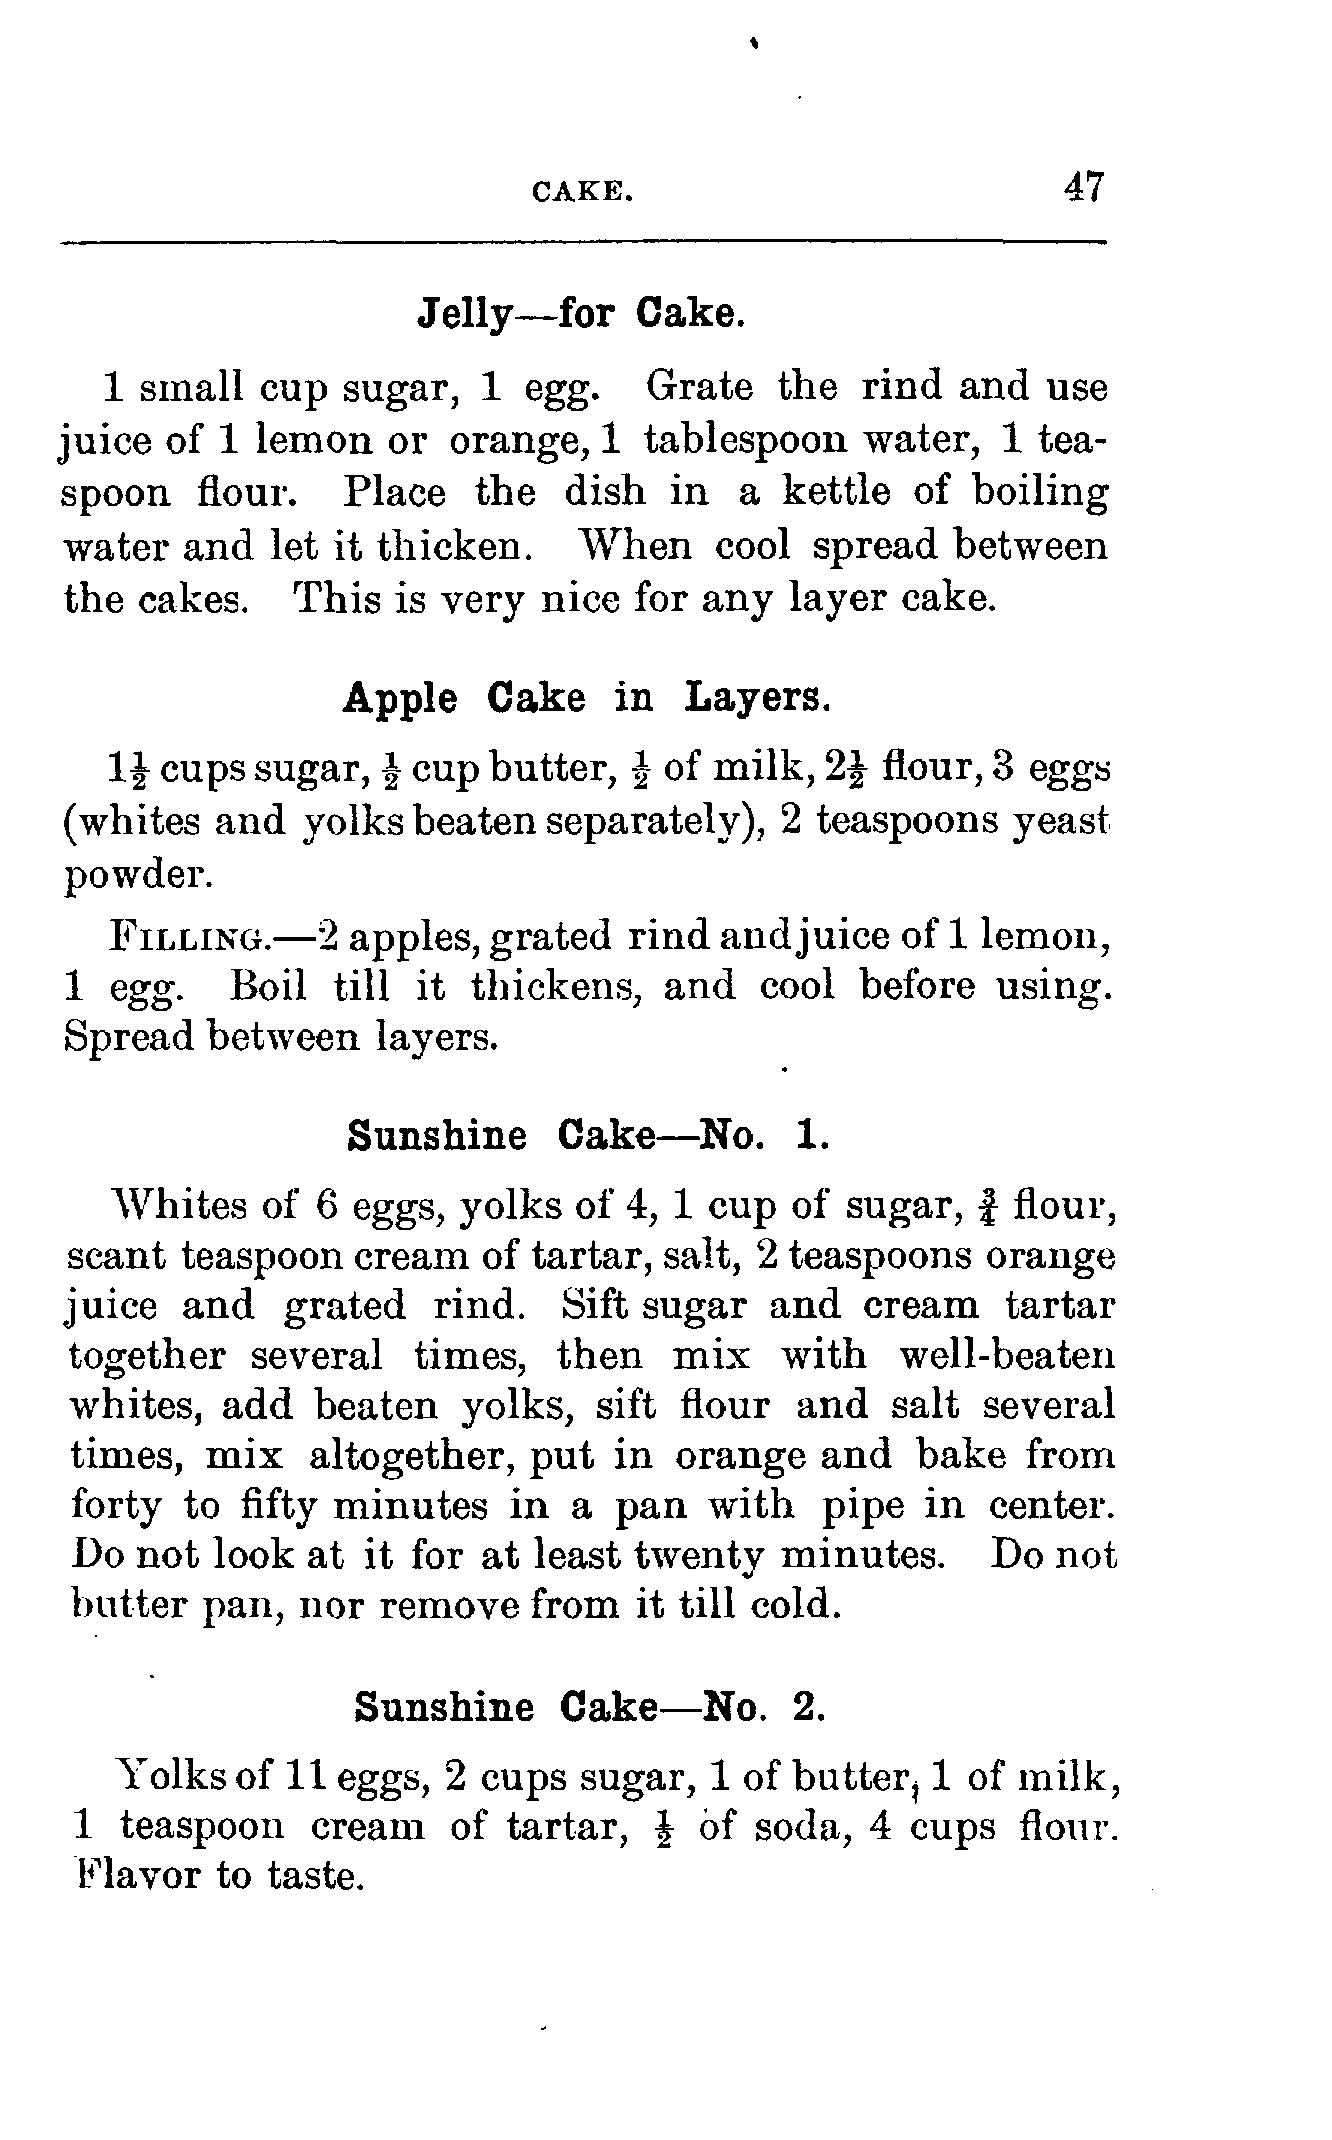 CAKE. 47
Jelly—for Cake.
1 small cup sugar, 1 egg. Grate the rind and use
juice of 1 lemon or orange, 1 tablespoon water, 1 tea-
spoon flour. Place the dish in a kettle of boiling
water and let it thicken. When cool spread between
the cakes. This is very nice for any layer cake.
Apple Cake in Layers.
1½ cups sugar, ½ cup butter, ½ of milk, 2½ flour, 3 eggs
(whites and yolks beaten separately), 2 teaspoons yeast
powder.
FILLING.—2 apples, grated rind and juice of 1 lemon,
1 egg. Boil till it thickens, and cool before using.
Spread between layers.
Sunshine Cake—No. 1.
Whites of 6 eggs, yolks of 4, 1 cup of sugar, ¾ flour,
scant teaspoon cream of tartar, salt, 2 teaspoons orange
juice and grated rind. Sift sugar and cream tartar
together several times, then mix with well-beaten
whites, add beaten yolks, sift flour and salt several
times, mix altogether, put in orange and bake from
forty to fifty minutes in a pan with pipe in center.
Do not look at it for at least twenty minutes. Do not
butter pan, nor remove from it till cold.
Sunshine Cake—No. 2.
Yolks of 11 eggs, 2 cups sugar, 1 of butter, 1 of milk,
1 teaspoon cream of tartar, ½ of soda, 4 cups flour.
Flavor to taste.